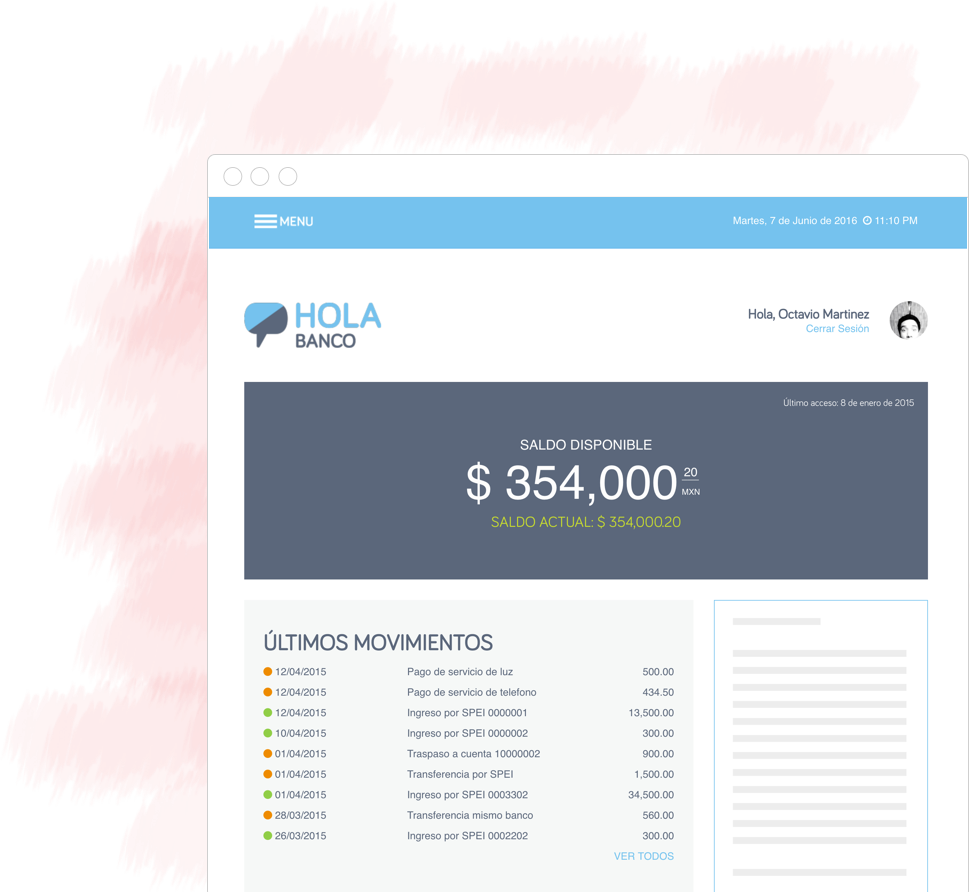 MENU
Martes, 7 de Junio de 2016 11:10 PM
HOLA
BANCO
Hola, Octavio Martinez
Cerrar Sesión
Último acceso: 8 de enero de 2015
SALDO DISPONIBLE
$ 354,000 20
MXN
SALDO ACTUAL: $ 354,000.20
ÚLTIMOS MOVIMIENTOS
12/04/2015 Pago de servicio de luz 500.00
12/04/2015 Pago de servicio de telefono 434.50
12/04/2015 Ingreso por SPEI 0000001 13,500.00
10/04/2015 Ingreso por SPEI 0000002 300.00
01/04/2015 Traspaso a cuenta 10000002 900.00
01/04/2015 Transferencia por SPEI 1,500.00
01/04/2015 Ingreso por SPEI 0003302 34,500.00
28/03/2015 Transferencia mismo banco 560.00
26/03/2015 Ingreso por SPEI 0002202 300.00
VER TODOS